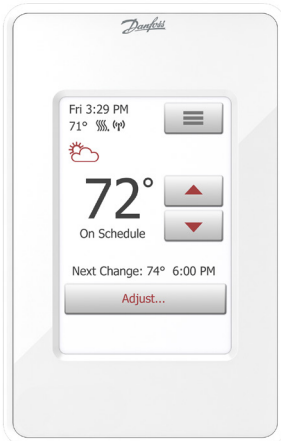 Danfoss
Fri 3:29 PM
71°
72°
On Schedule
Next Change: 74° 6:00 PM
Adjust...